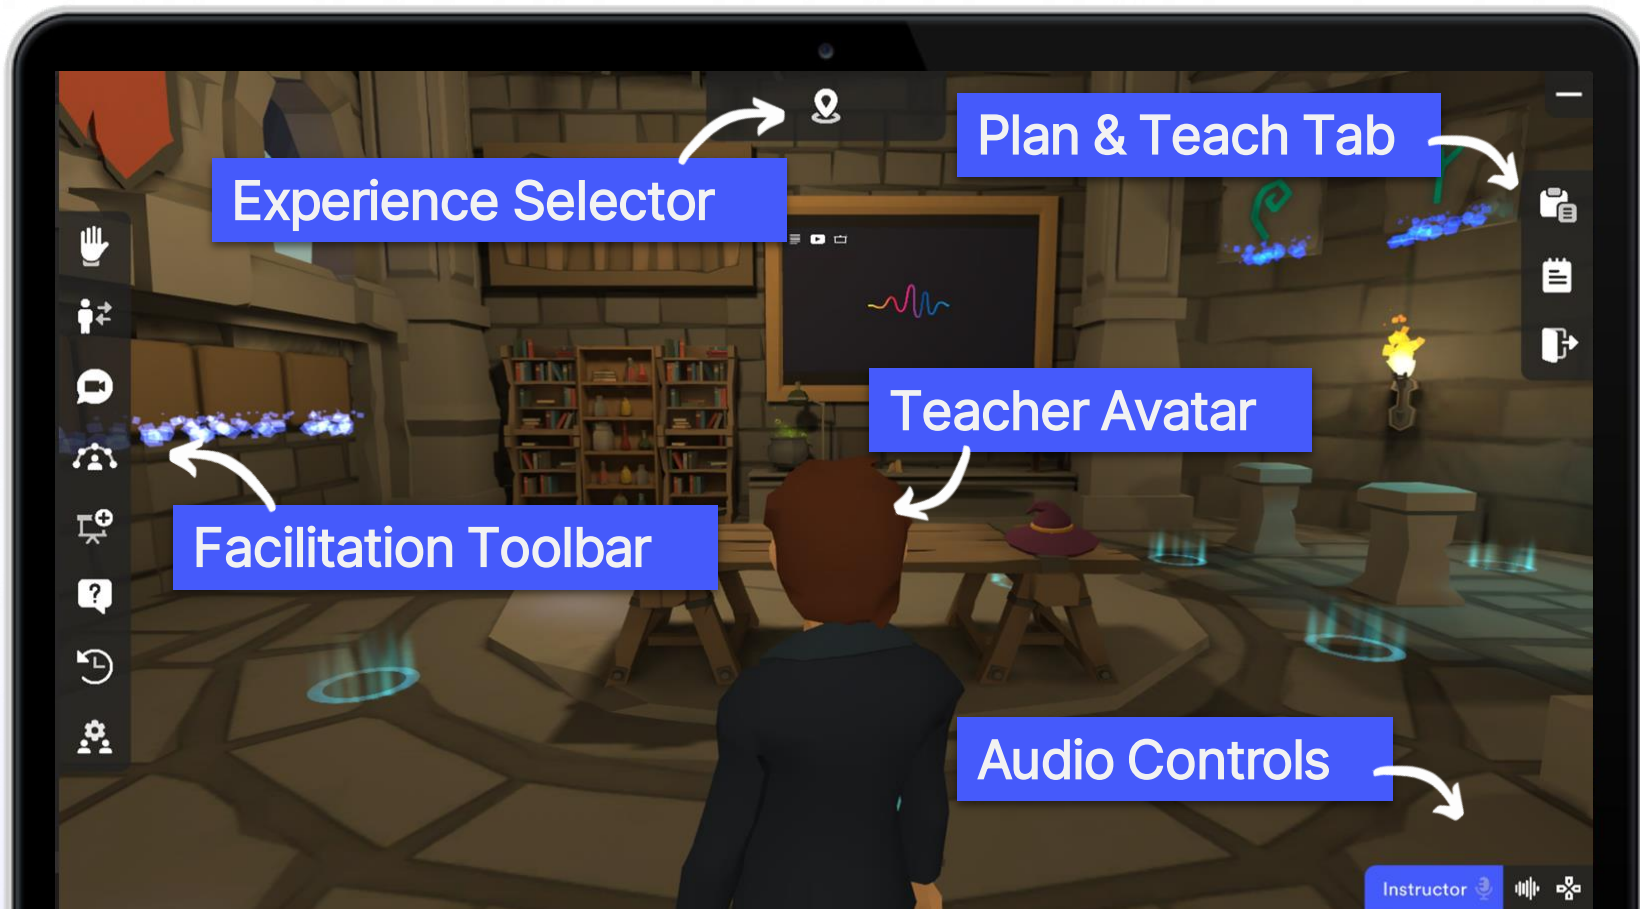 Plan & Teach Tab
Experience Selector
Teacher Avatar
Facilitation Toolbar
?
Audio Controls
Instructor